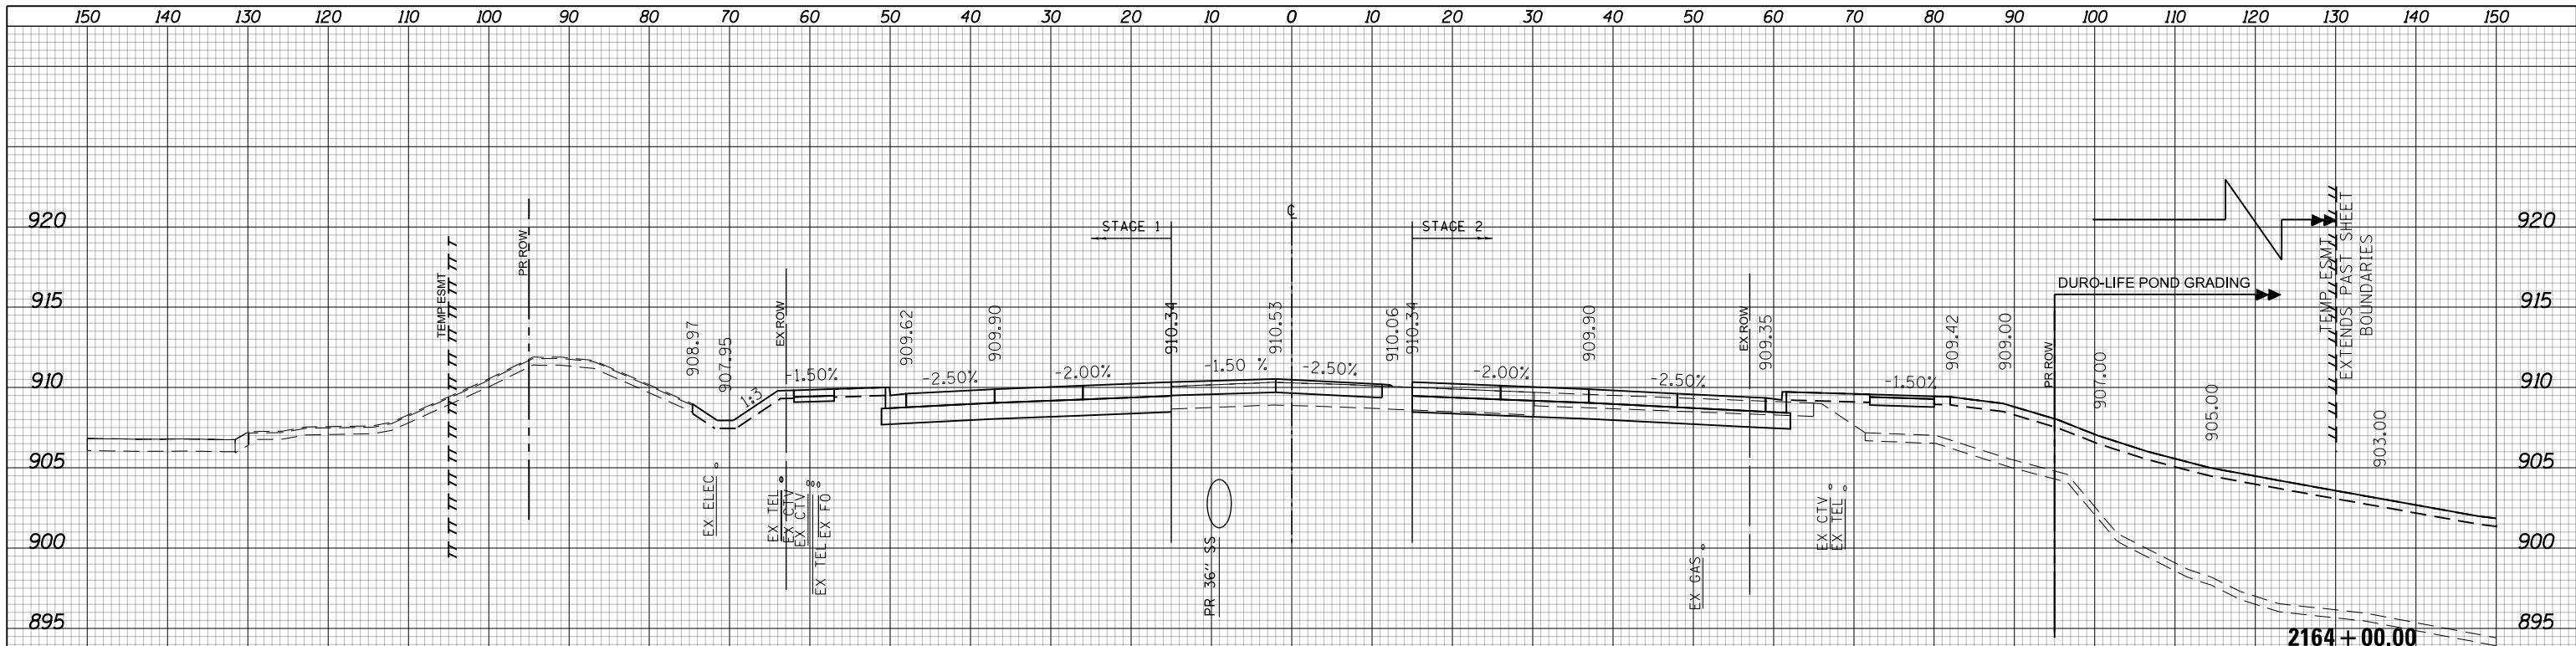 150 140 130 120 110 100 90 80 70 60 50 40 30 20 10 0 10 20 30 40 50 60 70 80 90 100 110 120 130 140 150
920 920
915 915
910 910
905 905
900 900
895 895
TEMP ESMT
PR ROW
908.97
907.95
1:3
EX ROW
-1.50%
909.62
-2.50%
909.90
-2.00%
STAGE 1
910.34
-1.50 %
910.53
℄
-2.50%
910.06
910.34
STAGE 2
-2.00%
909.90
-2.50%
EX ROW
909.35
-1.50%
909.42
909.00
PR ROW
907.00
905.00
903.00
DURO-LIFE POND GRADING
TEMP ESMT
EXTENDS PAST SHEET
BOUNDARIES
EX ELEC
EX TEL
EX CTV
EX CTV
EX TEL
EX FO
PR 36" SS
EX GAS
EX CTV
EX TEL
2164+00.00